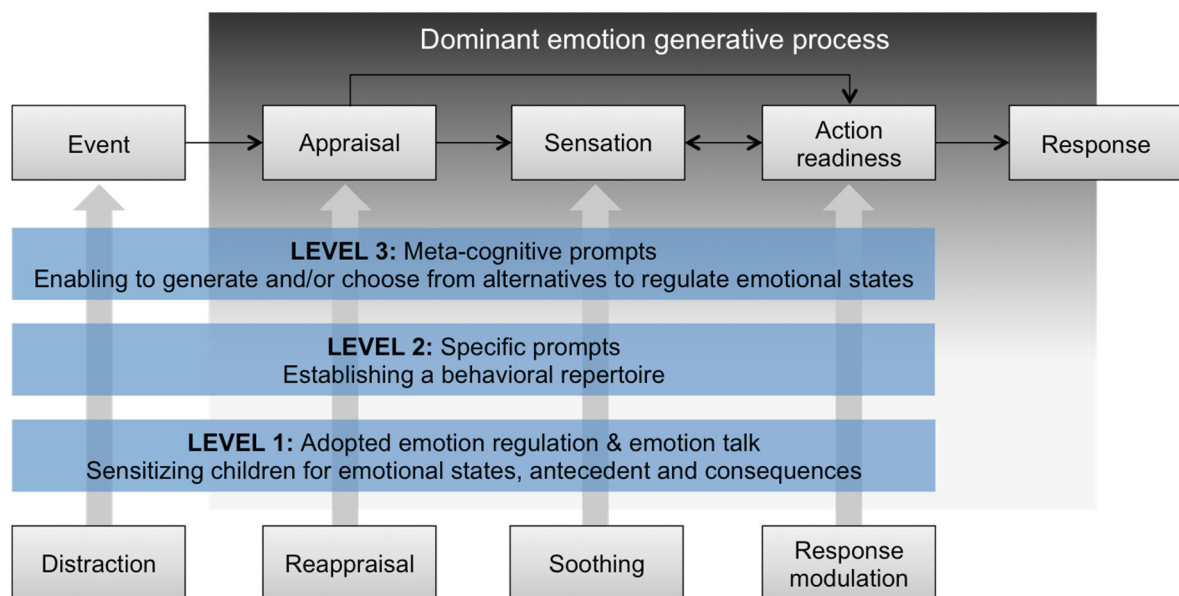 Dominant emotion generative process
Event
Appraisal
Sensation
Action
readiness
Response
LEVEL 3: Meta-cognitive prompts
Enabling to generate and/or choose from alternatives to regulate emotional states
LEVEL 2: Specific prompts
Establishing a behavioral repertoire
LEVEL 1: Adopted emotion regulation & emotion talk
Sensitizing children for emotional states, antecedent and consequences
Distraction
Reappraisal
Soothing
Response
modulation